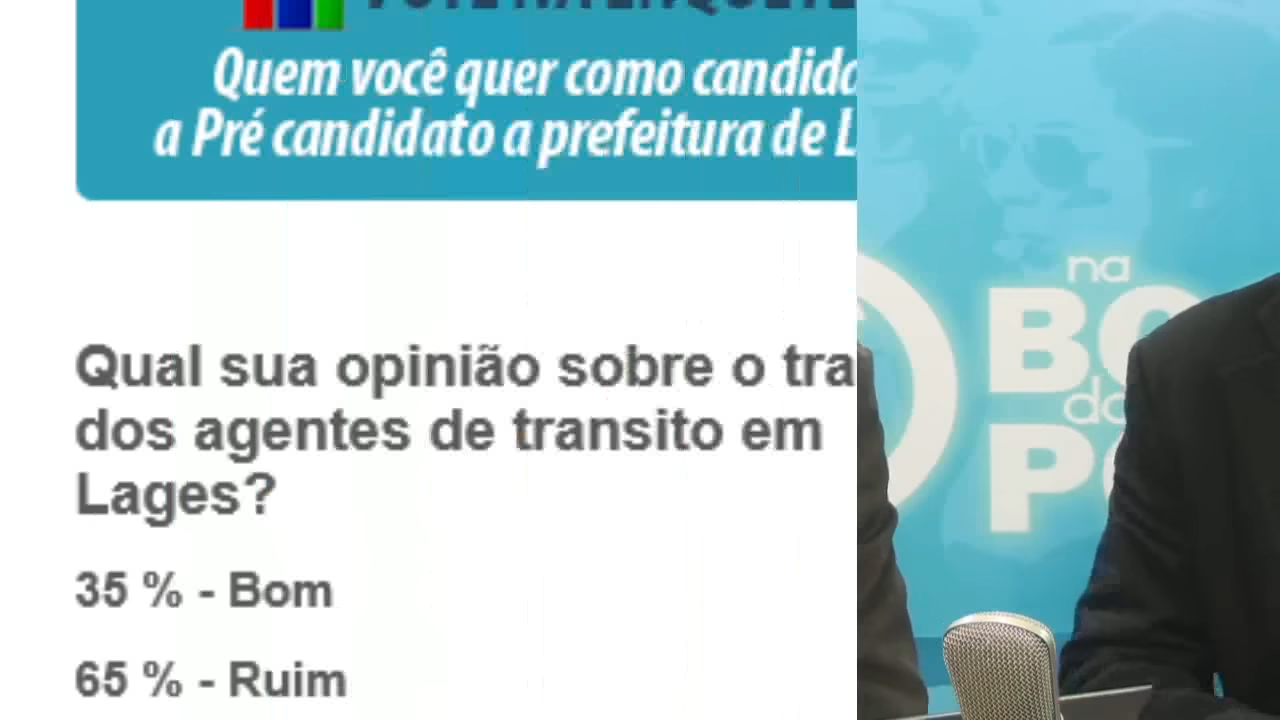 Quem você quer como candida
a Pré candidato a prefeitura de L
Qual sua opinião sobre o tra
dos agentes de transito em
Lages?
35 % - Bom
65 % - Ruim
na
BO
do
PO